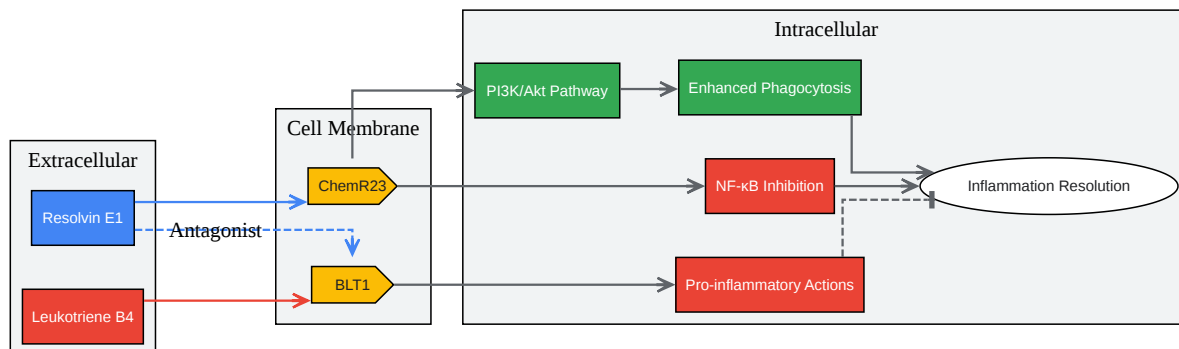 Intracellular
PI3K/Akt Pathway
Enhanced Phagocytosis
Cell Membrane
Extracellular
ChemR23
NF-κB Inhibition
Inflammation Resolution
Resolvin E1
Antagonist
BLT1
Pro-inflammatory Actions
Leukotriene B4